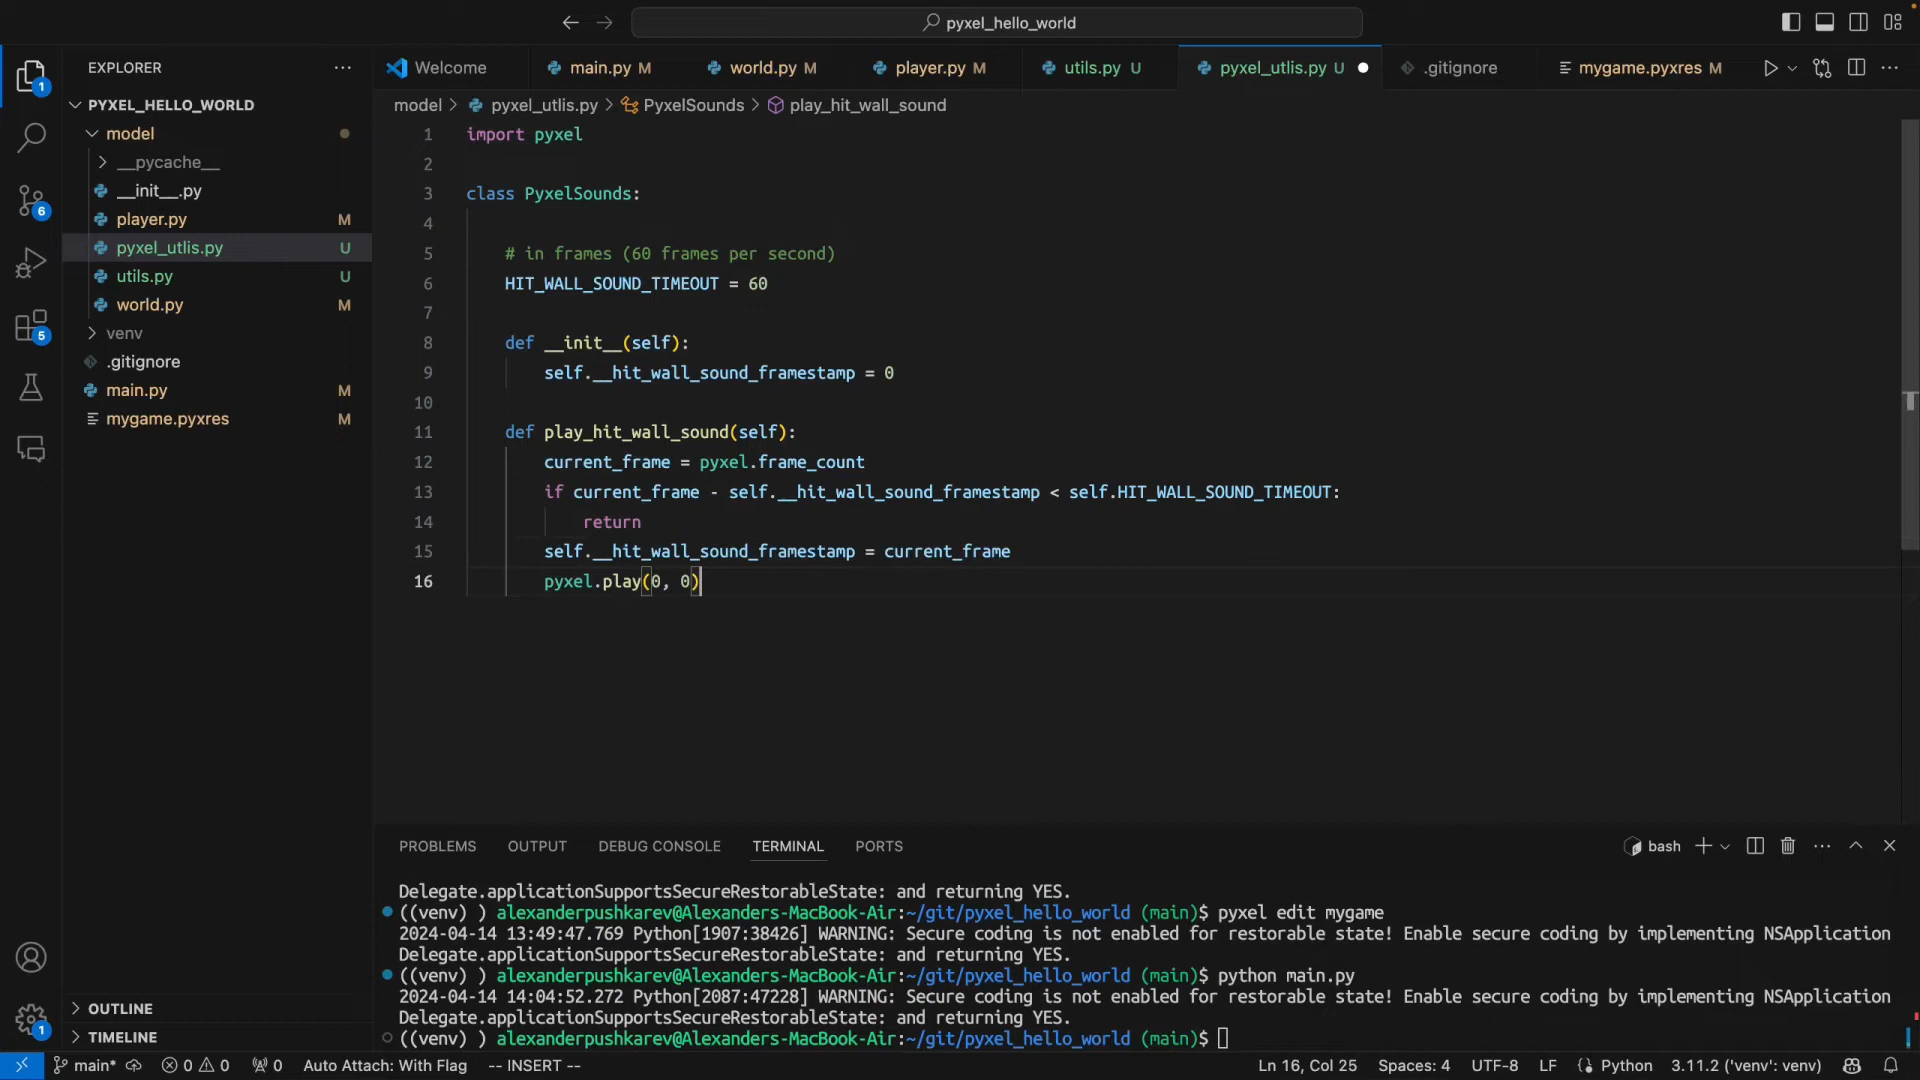 pyxel_hello_world
EXPLORER
PYXEL_HELLO_WORLD
model
__pycache__
__init__.py
player.py M
pyxel_utlis.py U
utils.py U
world.py M
venv
.gitignore
main.py M
mygame.pyxres M
OUTLINE
TIMELINE
1
6
5
1
Welcome main.py M world.py M player.py M utils.py U pyxel_utlis.py U .gitignore mygame.pyxres M
model > pyxel_utlis.py > PyxelSounds > play_hit_wall_sound
1 import pyxel
2
3 class PyxelSounds:
4
5 # in frames (60 frames per second)
6 HIT_WALL_SOUND_TIMEOUT = 60
7
8 def __init__(self):
9 self.__hit_wall_sound_framestamp = 0
10
11 def play_hit_wall_sound(self):
12 current_frame = pyxel.frame_count
13 if current_frame - self.__hit_wall_sound_framestamp < self.HIT_WALL_SOUND_TIMEOUT:
14 return
15 self.__hit_wall_sound_framestamp = current_frame
16 pyxel.play(0, 0)
PROBLEMS OUTPUT DEBUG CONSOLE TERMINAL PORTS bash
Delegate.applicationSupportsSecureRestorableState: and returning YES.
((venv) ) alexanderpushkarev@Alexanders-MacBook-Air:~/git/pyxel_hello_world (main)$ pyxel edit mygame
2024-04-14 13:49:47.769 Python[1907:38426] WARNING: Secure coding is not enabled for restorable state! Enable secure coding by implementing NSApplication
Delegate.applicationSupportsSecureRestorableState: and returning YES.
((venv) ) alexanderpushkarev@Alexanders-MacBook-Air:~/git/pyxel_hello_world (main)$ python main.py
2024-04-14 14:04:52.272 Python[2087:47228] WARNING: Secure coding is not enabled for restorable state! Enable secure coding by implementing NSApplication
Delegate.applicationSupportsSecureRestorableState: and returning YES.
((venv) ) alexanderpushkarev@Alexanders-MacBook-Air:~/git/pyxel_hello_world (main)$
main* 0 0 0 Auto Attach: With Flag -- INSERT -- Ln 16, Col 25 Spaces: 4 UTF-8 LF Python 3.11.2 ('venv': venv)